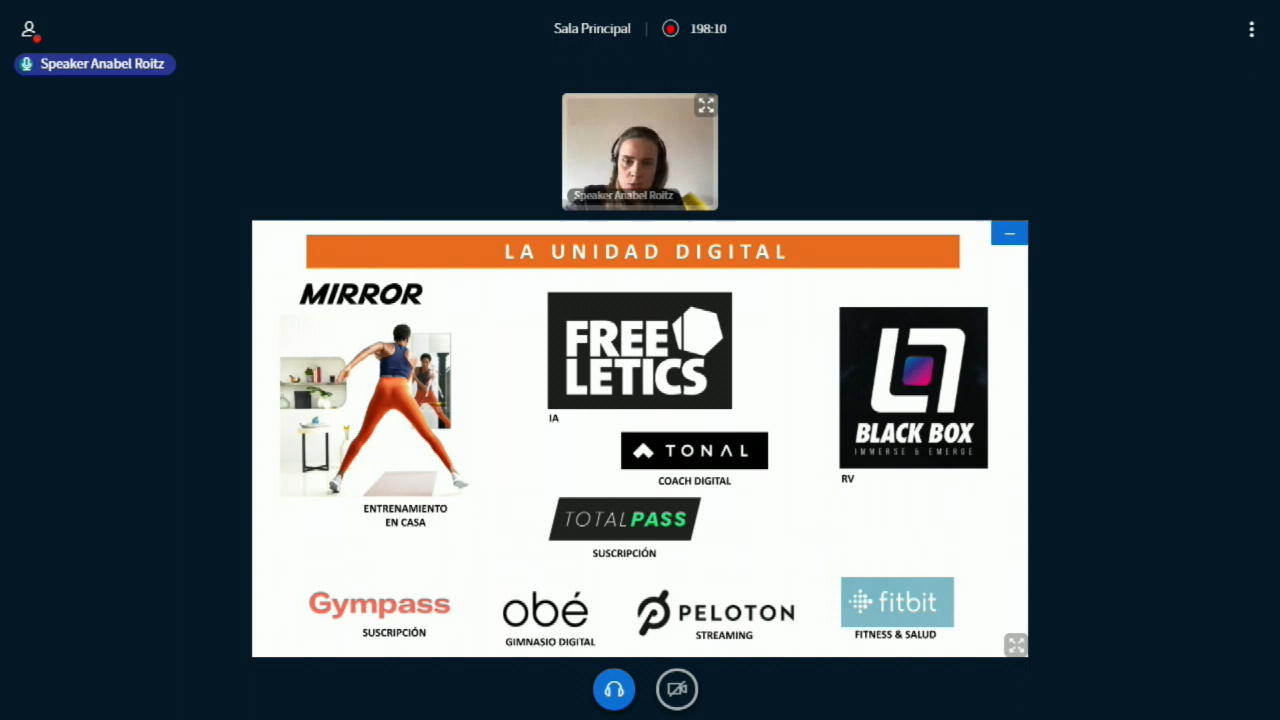 Sala Principal
198:10
Speaker Anabel Roitz
Speaker Anabel Roitz
LA UNIDAD DIGITAL
MIRROR
ENTRENAMIENTO
EN CASA
FREE
LETICS
IA
TONAL
COACH DIGITAL
TOTALPASS
SUSCRIPCIÓN
BLACK BOX
IMMERSE & EMERGE
RV
Gympass
SUSCRIPCIÓN
obé
GIMNASIO DIGITAL
PELOTON
STREAMING
fitbit
FITNESS & SALUD